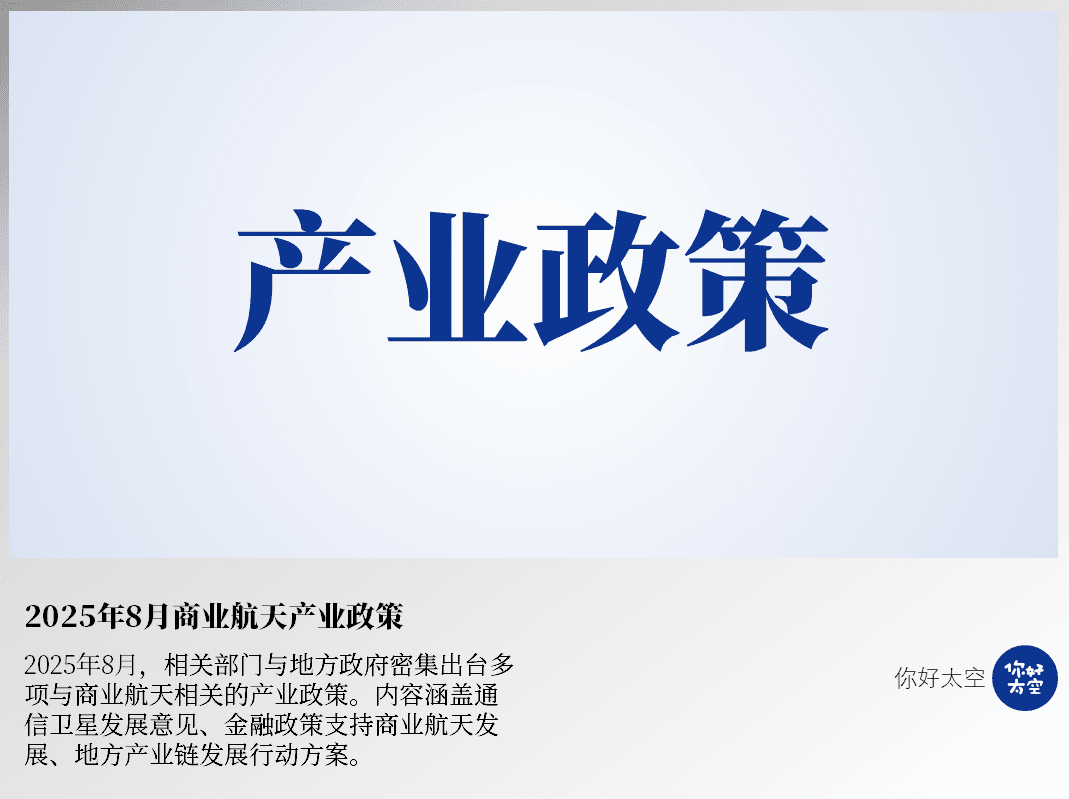 产业政策
2025年8月商业航天产业政策
2025年8月，相关部门与地方政府密集出台多
项与商业航天相关的产业政策。内容涵盖通
信卫星发展意见、金融政策支持商业航天发
展、地方产业链发展行动方案。
你好太空
你好
太空